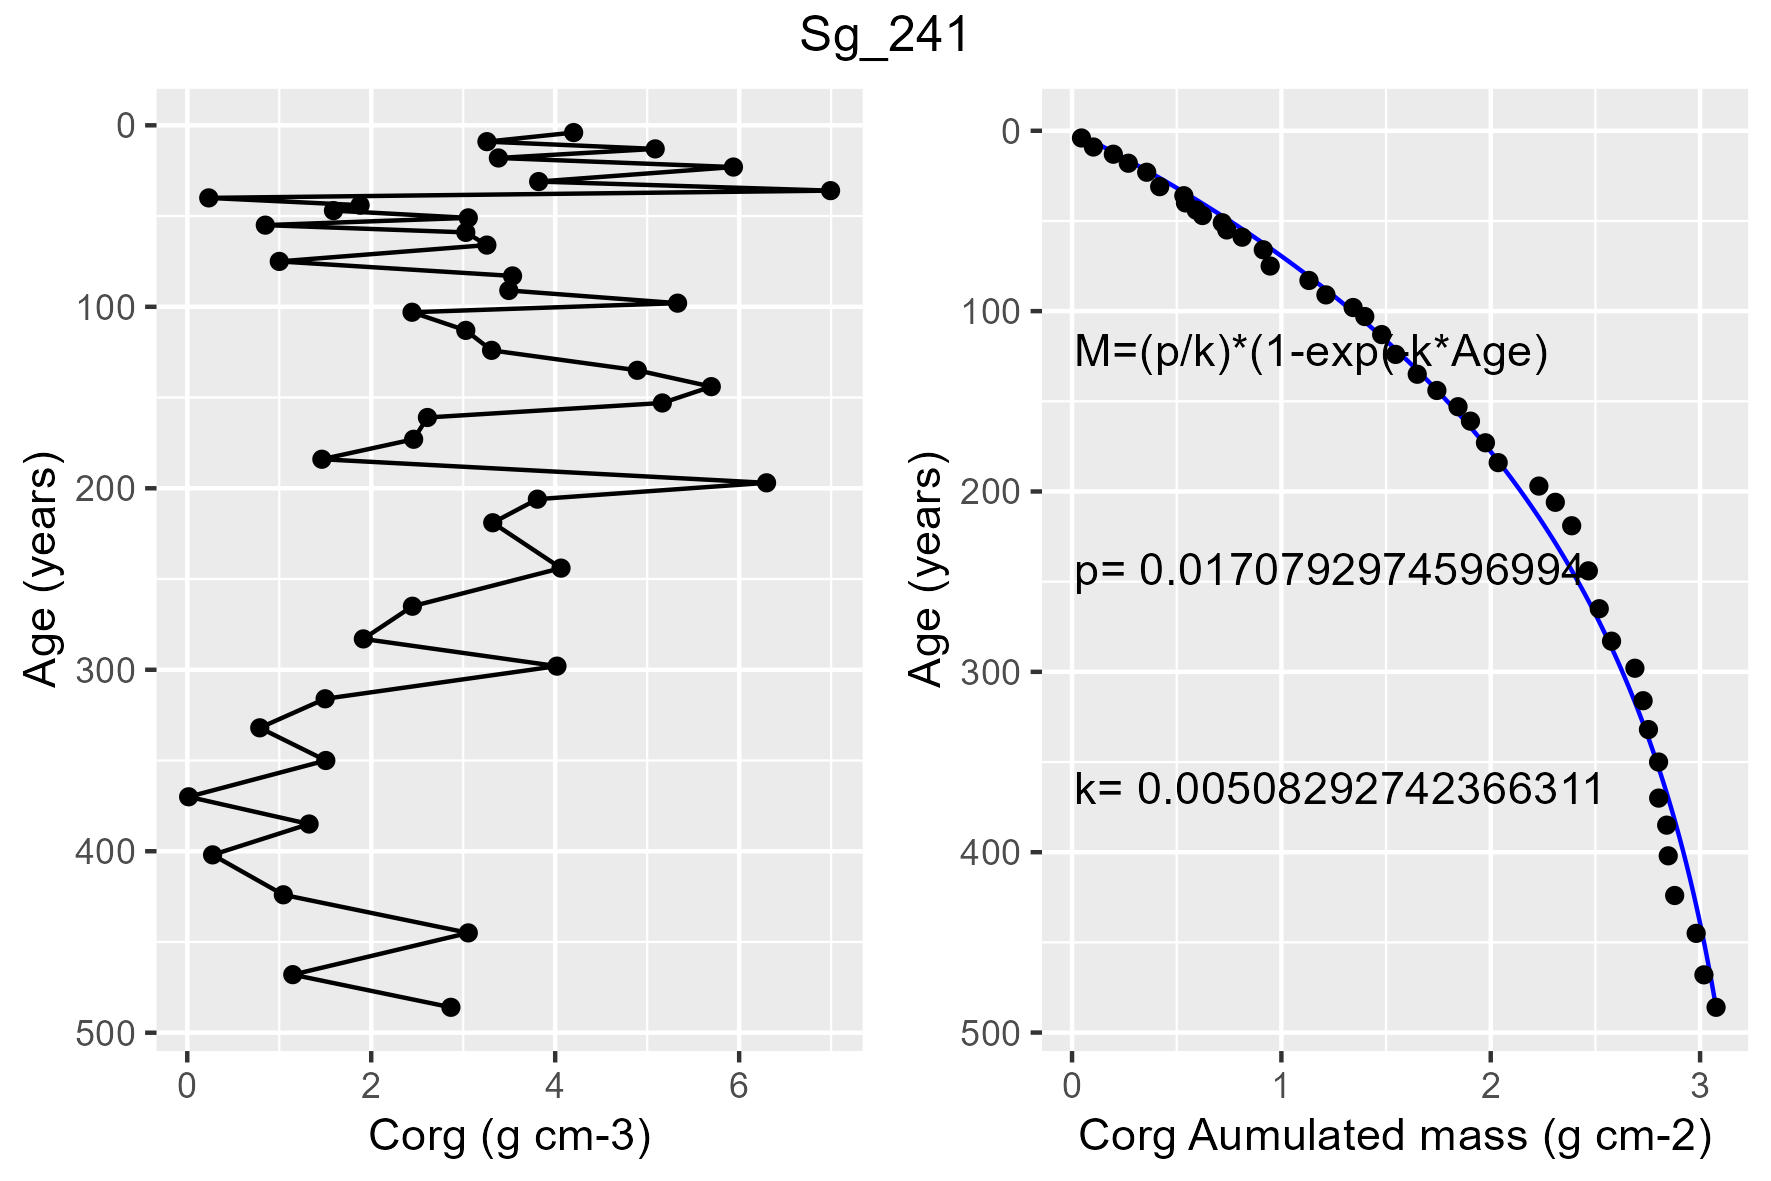 Sg_241
Age (years)
0
100
200
300
400
500
0
2
4
6
Corg (g cm-3)
Age (years)
0
100
200
300
400
500
M=(p/k)*(1-exp(-k*Age)
p= 0.0170792974596994
k= 0.00508292742366311
0
1
2
3
Corg Aumulated mass (g cm-2)